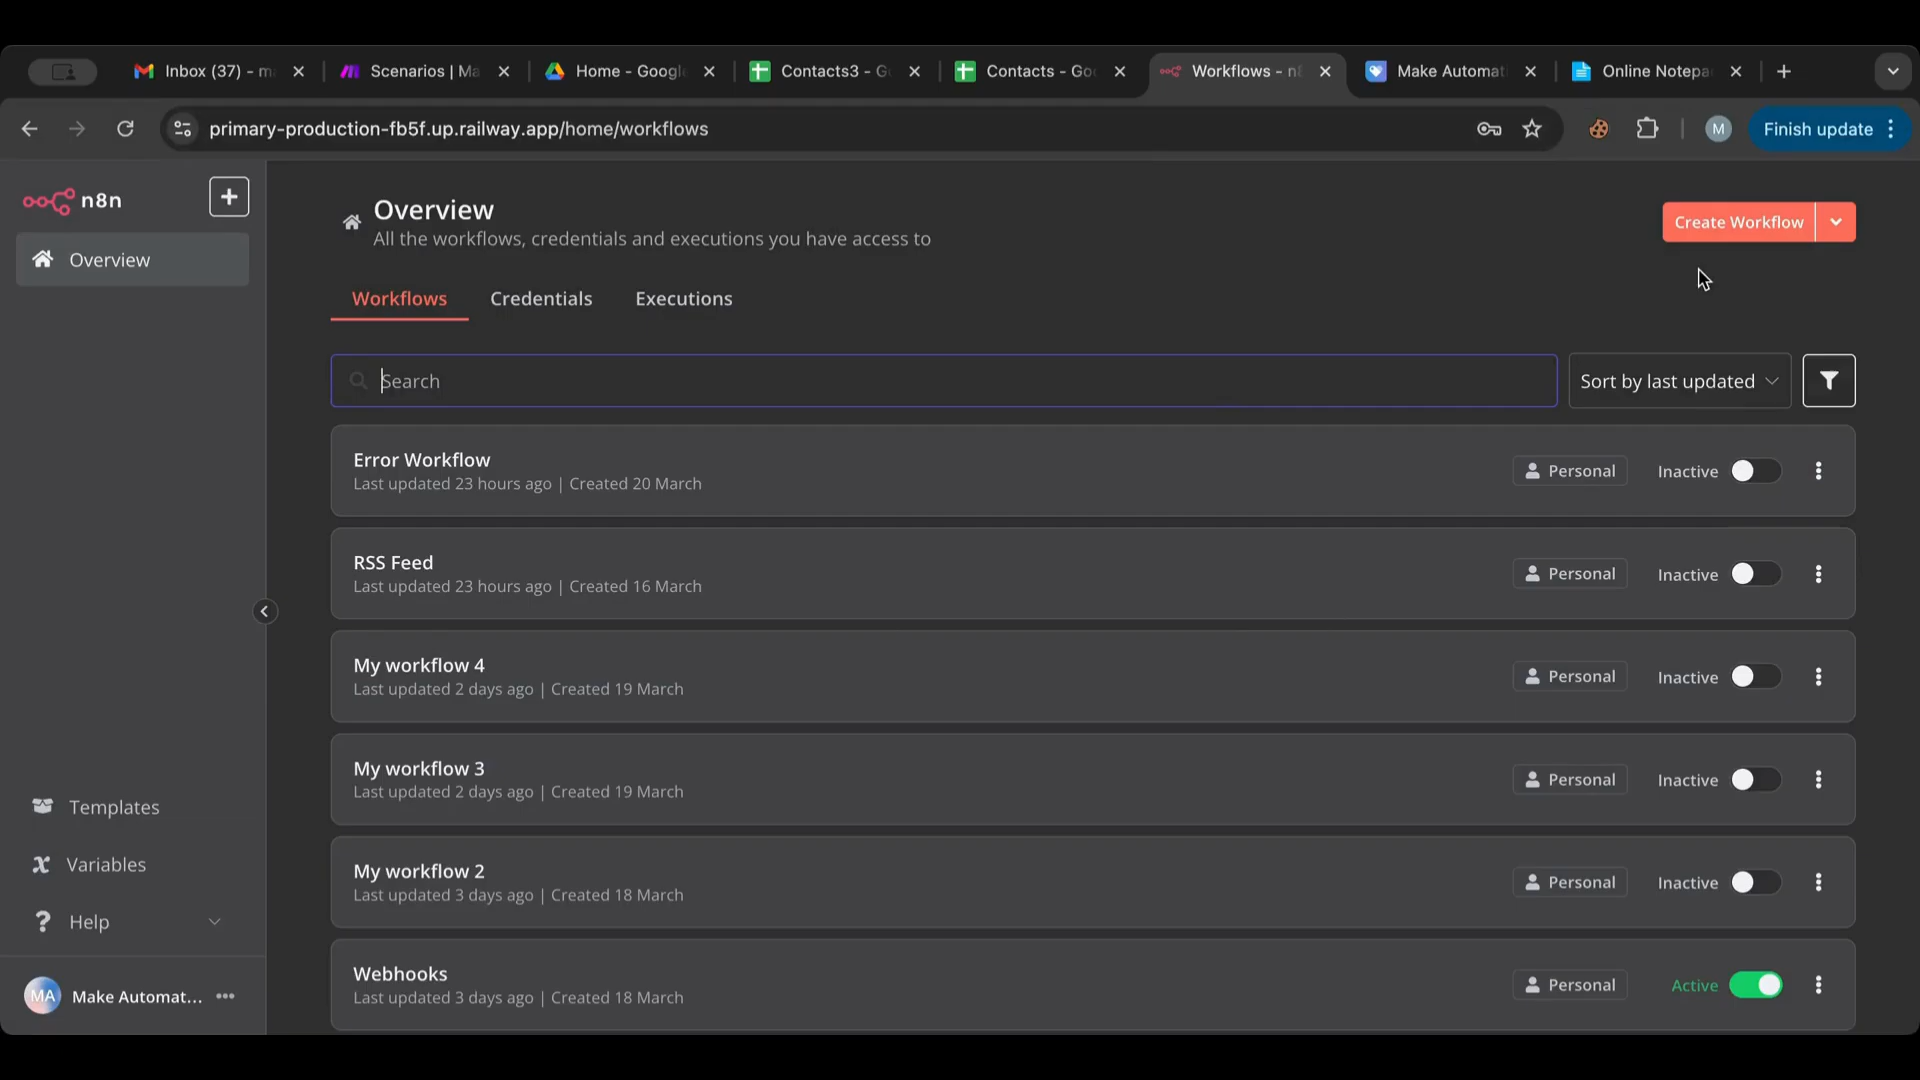 Inbox (37) - m
Scenarios | Ma
Home - Google
Contacts3 - G
Contacts - Goo
Workflows - n
Make Automat
Online Notepa
primary-production-fb5f.up.railway.app/home/workflows
M
Finish update
n8n
Overview
Overview
All the workflows, credentials and executions you have access to
Create Workflow
Workflows
Credentials
Executions
Search
Sort by last updated
Error Workflow
Last updated 23 hours ago | Created 20 March
Personal
Inactive
RSS Feed
Last updated 23 hours ago | Created 16 March
Personal
Inactive
My workflow 4
Last updated 2 days ago | Created 19 March
Personal
Inactive
My workflow 3
Last updated 2 days ago | Created 19 March
Personal
Inactive
My workflow 2
Last updated 3 days ago | Created 18 March
Personal
Inactive
Webhooks
Last updated 3 days ago | Created 18 March
Personal
Active
Templates
Variables
Help
MA
Make Automat...